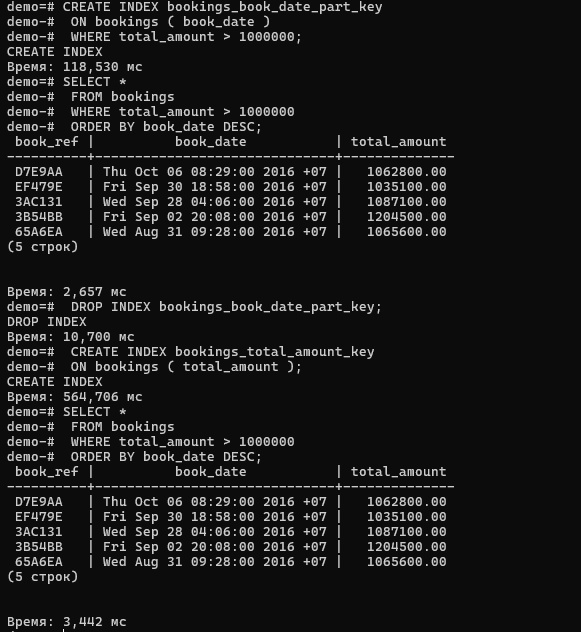 demo=# CREATE INDEX bookings_book_date_part_key
demo-#  ON bookings ( book_date )
demo-#  WHERE total_amount > 1000000;
CREATE INDEX
Время: 118,530 мс
demo=# SELECT *
demo-#  FROM bookings
demo-#  WHERE total_amount > 1000000
demo-#  ORDER BY book_date DESC;
 book_ref |          book_date           | total_amount
----------+------------------------------+--------------
 D7E9AA   | Thu Oct 06 08:29:00 2016 +07 |   1062800.00
 EF479E   | Fri Sep 30 18:58:00 2016 +07 |   1035100.00
 3AC131   | Wed Sep 28 04:06:00 2016 +07 |   1087100.00
 3B54BB   | Fri Sep 02 20:08:00 2016 +07 |   1204500.00
 65A6EA   | Wed Aug 31 09:28:00 2016 +07 |   1065600.00
(5 строк)
Время: 2,657 мс
demo=#  DROP INDEX bookings_book_date_part_key;
DROP INDEX
Время: 10,700 мс
demo=#  CREATE INDEX bookings_total_amount_key
demo-#  ON bookings ( total_amount );
CREATE INDEX
Время: 564,706 мс
demo=# SELECT *
demo-#  FROM bookings
demo-#  WHERE total_amount > 1000000
demo-#  ORDER BY book_date DESC;
 book_ref |          book_date           | total_amount
----------+------------------------------+--------------
 D7E9AA   | Thu Oct 06 08:29:00 2016 +07 |   1062800.00
 EF479E   | Fri Sep 30 18:58:00 2016 +07 |   1035100.00
 3AC131   | Wed Sep 28 04:06:00 2016 +07 |   1087100.00
 3B54BB   | Fri Sep 02 20:08:00 2016 +07 |   1204500.00
 65A6EA   | Wed Aug 31 09:28:00 2016 +07 |   1065600.00
(5 строк)
Время: 3,442 мс